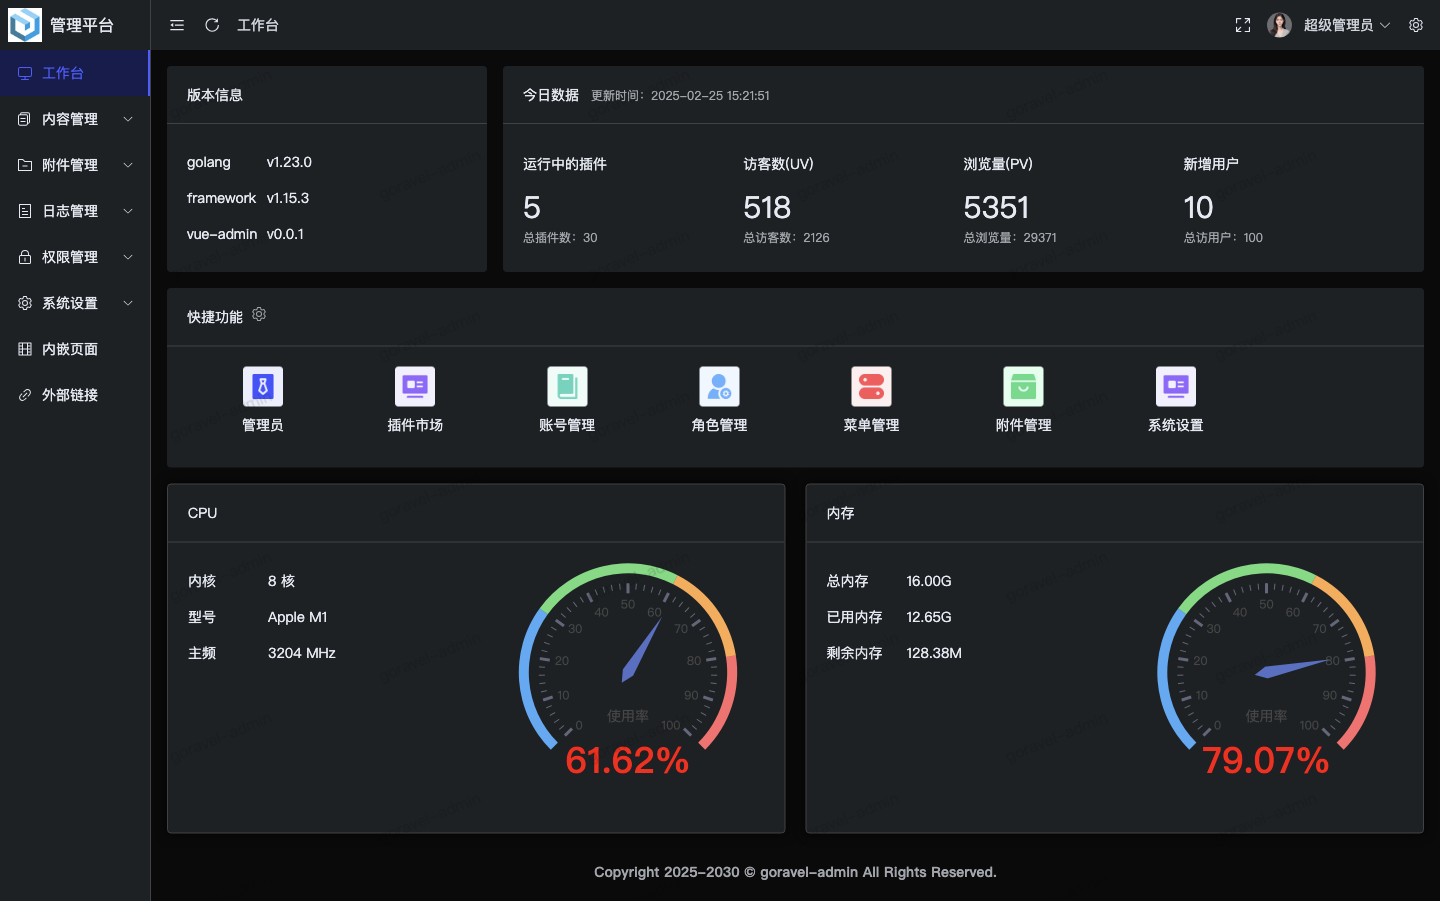 管理平台
工作台
超级管理员
工作台
内容管理
附件管理
日志管理
权限管理
系统设置
内嵌页面
外部链接
版本信息
golang v1.23.0
framework v1.15.3
vue-admin v0.0.1
今日数据 更新时间：2025-02-25 15:21:51
运行中的插件
5
总插件数：30
访客数(UV)
518
总访客数：2126
浏览量(PV)
5351
总浏览量：29371
新增用户
10
总访用户：100
快捷功能
管理员
插件市场
账号管理
角色管理
菜单管理
附件管理
系统设置
CPU
内核 8 核
型号 Apple M1
主频 3204 MHz
0
10
20
30
40
50
60
70
80
90
100
使用率
61.62%
内存
总内存 16.00G
已用内存 12.65G
剩余内存 128.38M
0
10
20
30
40
50
60
70
80
90
100
使用率
79.07%
Copyright 2025-2030 © goravel-admin All Rights Reserved.
goravel-admin